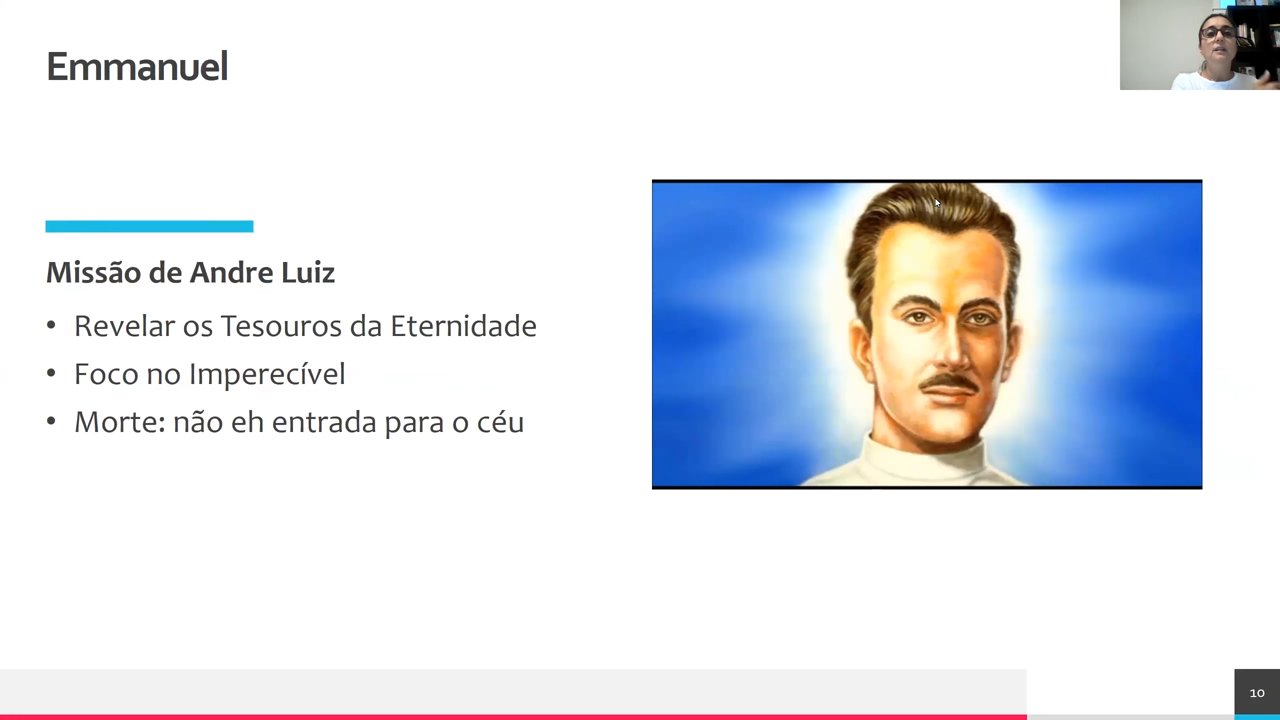 Emmanuel
Missão de Andre Luiz
• Revelar os Tesouros da Eternidade
• Foco no Imperecível
• Morte: não eh entrada para o céu
10